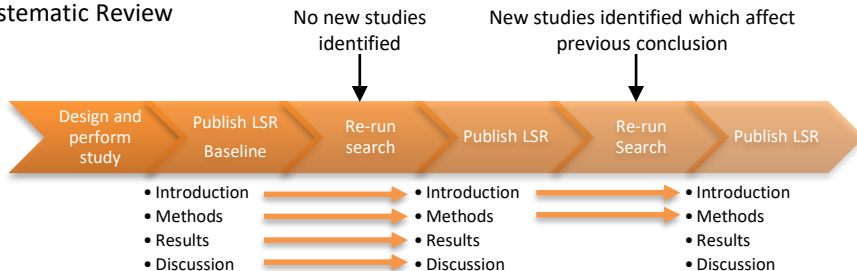 stematic Review
No new studies
identified
New studies identified which affect
previous conclusion
Design and
perform
study
Publish LSR
Baseline
Re-run
search
Publish LSR
Re-run
Search
Publish LSR
• Introduction
• Methods
• Results
• Discussion
• Introduction
• Methods
• Results
• Discussion
• Introduction
• Methods
• Results
• Discussion